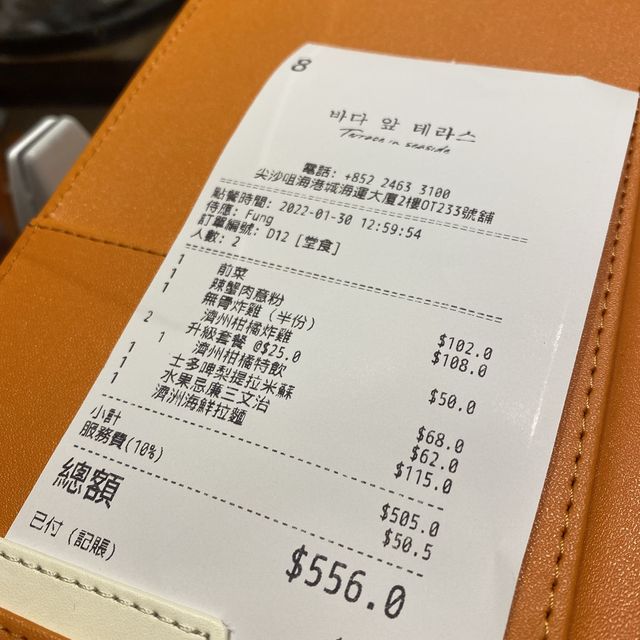 8
바다 앞 테라스
Terrace in seaside
電話: +852 2463 3100
尖沙咀海港城海運大廈2樓OT233號舖
點餐時間: 2022-01-30 12:59:54
侍應: Fung
訂單編號: D12 [堂食]
人數: 2
1 前菜
1 辣蟹肉意粉 $102.0
1 無骨炸雞 (半份) $108.0
濟州柑橘炸雞
2 升級套餐 @$25.0 $50.0
1 濟州柑橘特飲
1 士多啤梨提拉米蘇 $68.0
1 水果忌廉三文治 $62.0
1 濟洲海鮮拉麵 $115.0
小計 $505.0
服務費(10%) $50.5
總額 $556.0
已付 (記賬)